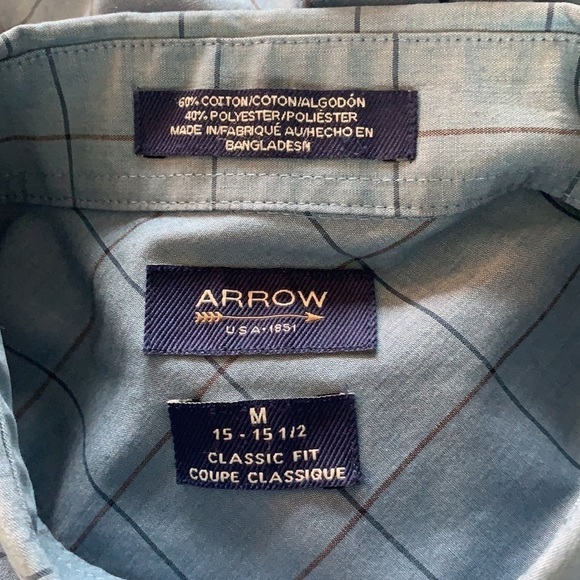 60% COTTON/COTON/ALGODÓN
40% POLYESTER/POLIÉSTER
MADE IN/FABRIQUÉ AU/HECHO EN
BANGLADESH
ARROW
USA•1851
M
15 - 15 1/2
CLASSIC FIT
COUPE CLASSIQUE